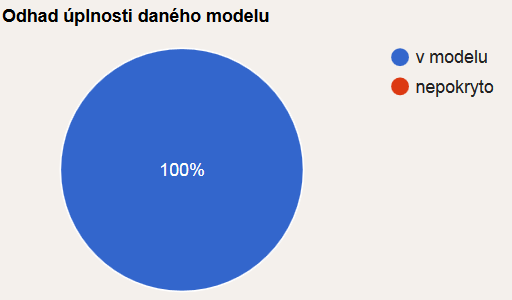 Odhad úplnosti daného modelu
v modelu
nepokryto
100%